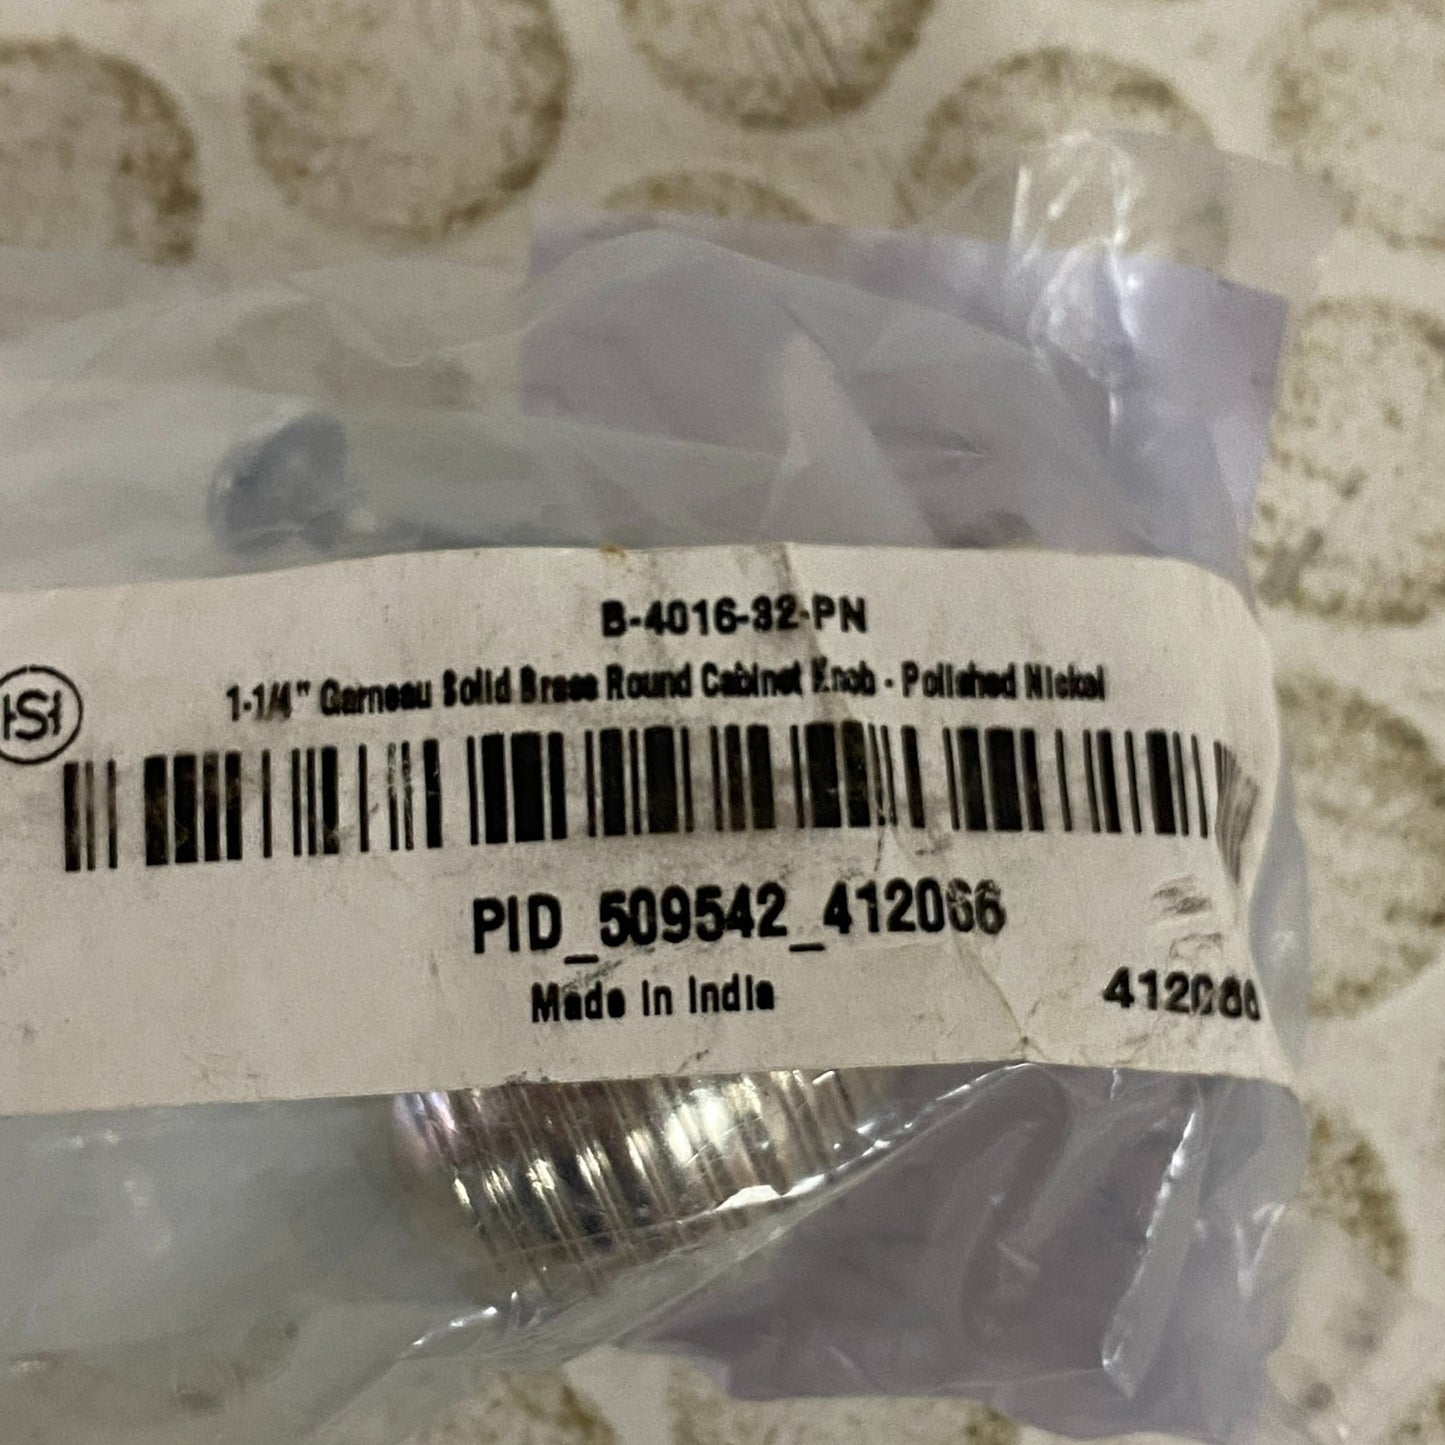 B-4016-32-PN
HSH
1-1/4" Garneau Solid Brass Round Cabinet Knob - Polished Nickel
PID_509542_412066
Made in India
412066